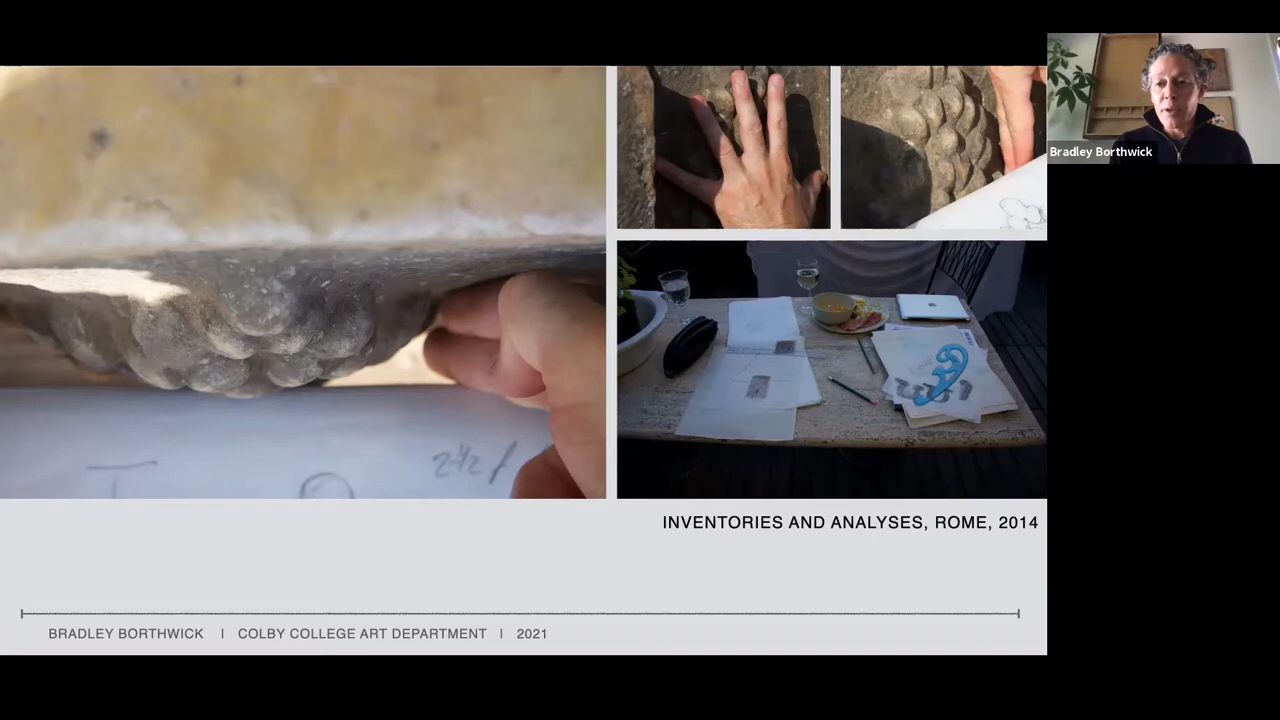 Bradley Borthwick
INVENTORIES AND ANALYSES, ROME, 2014
BRADLEY BORTHWICK | COLBY COLLEGE ART DEPARTMENT | 2021